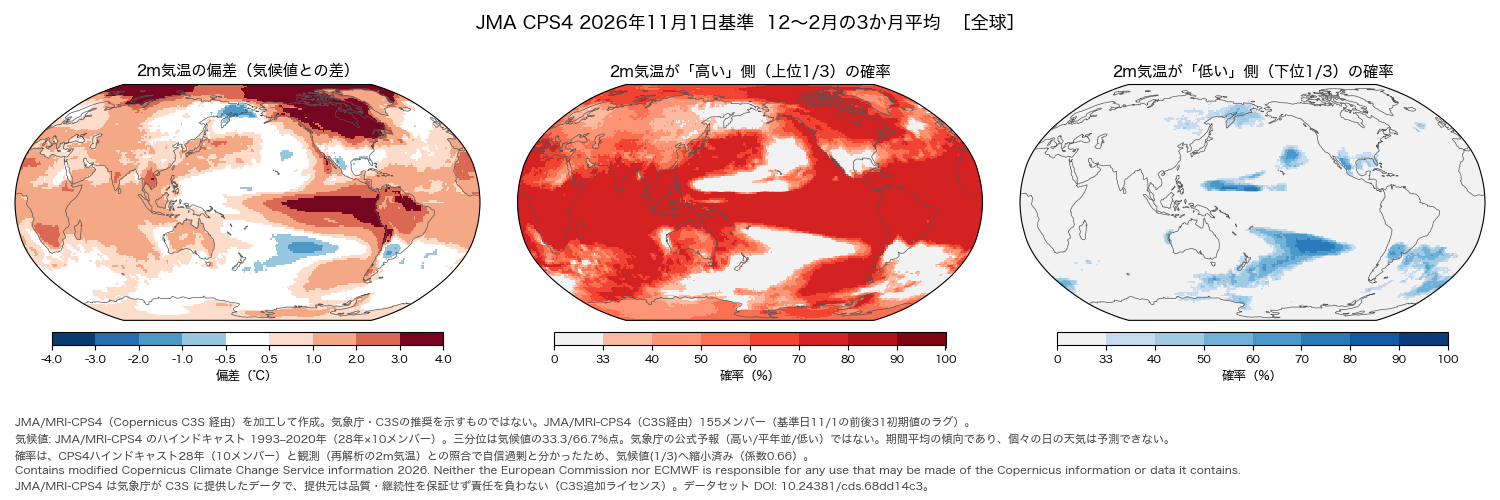 JMA CPS4 2026年11月1日基準  12～2月の3か月平均  ［全球］
2m気温の偏差（気候値との差）
2m気温が「高い」側（上位1/3）の確率
2m気温が「低い」側（下位1/3）の確率
-4.0 -3.0 -2.0 -1.0 -0.5 0.5 1.0 2.0 3.0 4.0
偏差（℃）
0 33 40 50 60 70 80 90 100
確率（%）
0 33 40 50 60 70 80 90 100
確率（%）
JMA/MRI-CPS4（Copernicus C3S 経由）を加工して作成。気象庁・C3Sの推奨を示すものではない。JMA/MRI-CPS4（C3S経由）155メンバー（基準日11/1の前後31初期値のラグ）。
気候値: JMA/MRI-CPS4 のハインドキャスト 1993–2020年（28年×10メンバー）。三分位は気候値の33.3/66.7%点。気象庁の公式予報（高い/平年並/低い）ではない。期間平均の傾向であり、個々の日の天気は予測できない。
確率は、CPS4ハインドキャスト28年（10メンバー）と観測（再解析の2m気温）との照合で自信過剰と分かったため、気候値(1/3)へ縮小済み（係数0.66）。
Contains modified Copernicus Climate Change Service information 2026. Neither the European Commission nor ECMWF is responsible for any use that may be made of the Copernicus information or data it contains.
JMA/MRI-CPS4 は気象庁が C3S に提供したデータで、提供元は品質・継続性を保証せず責任を負わない（C3S追加ライセンス）。データセット DOI: 10.24381/cds.68dd14c3。